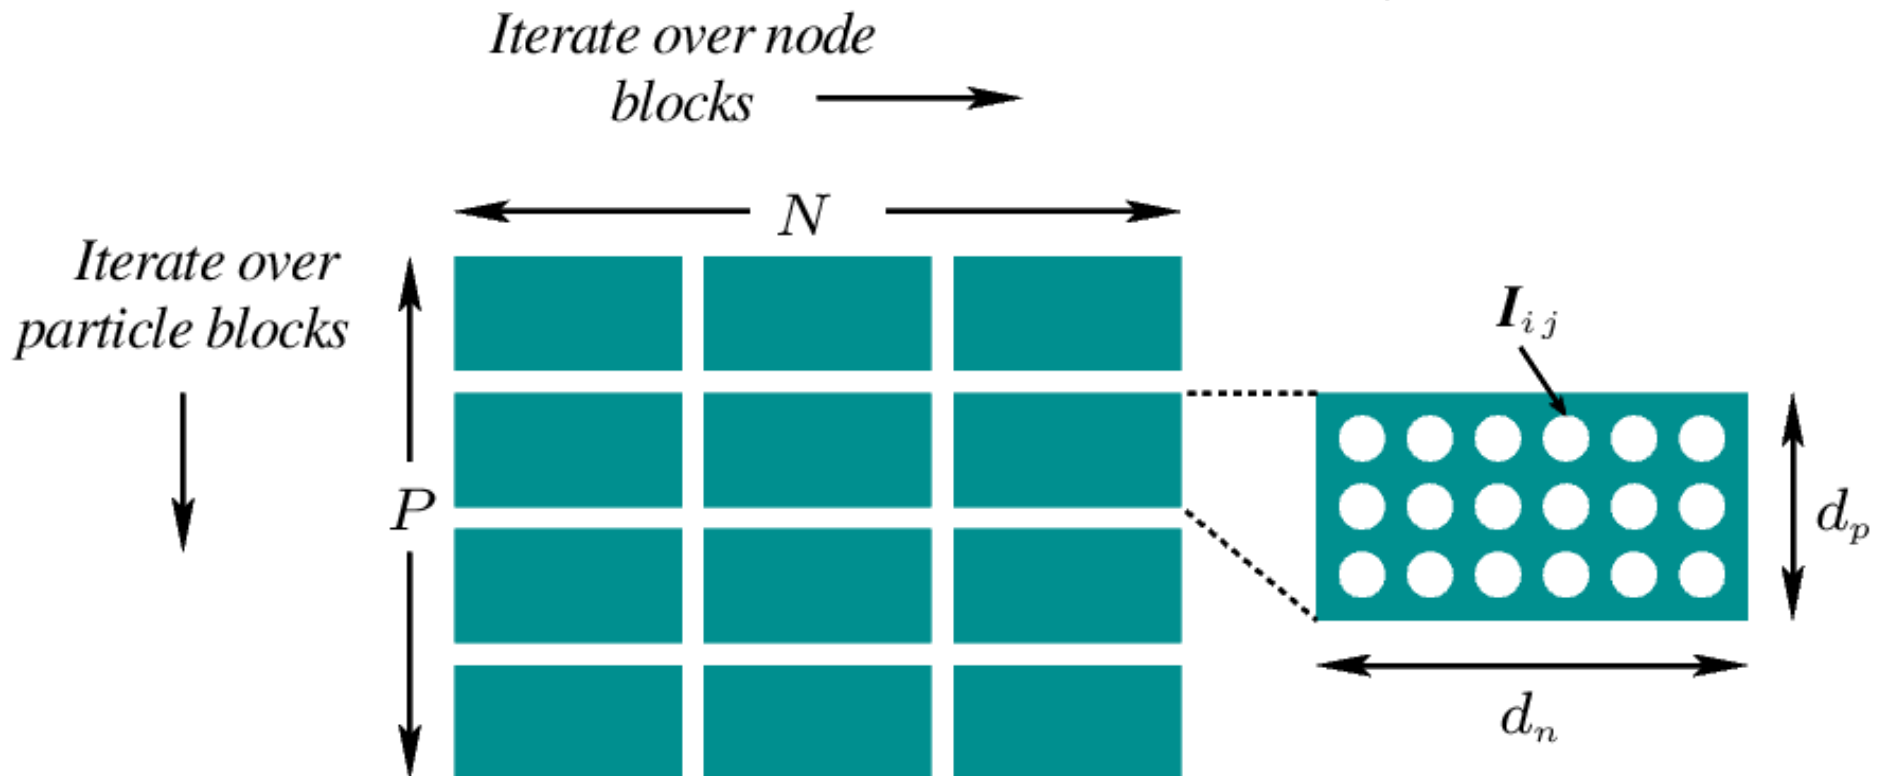 Iterate over node
blocks
N
Iterate over
particle blocks
P
I_{i j}
d_p
d_n